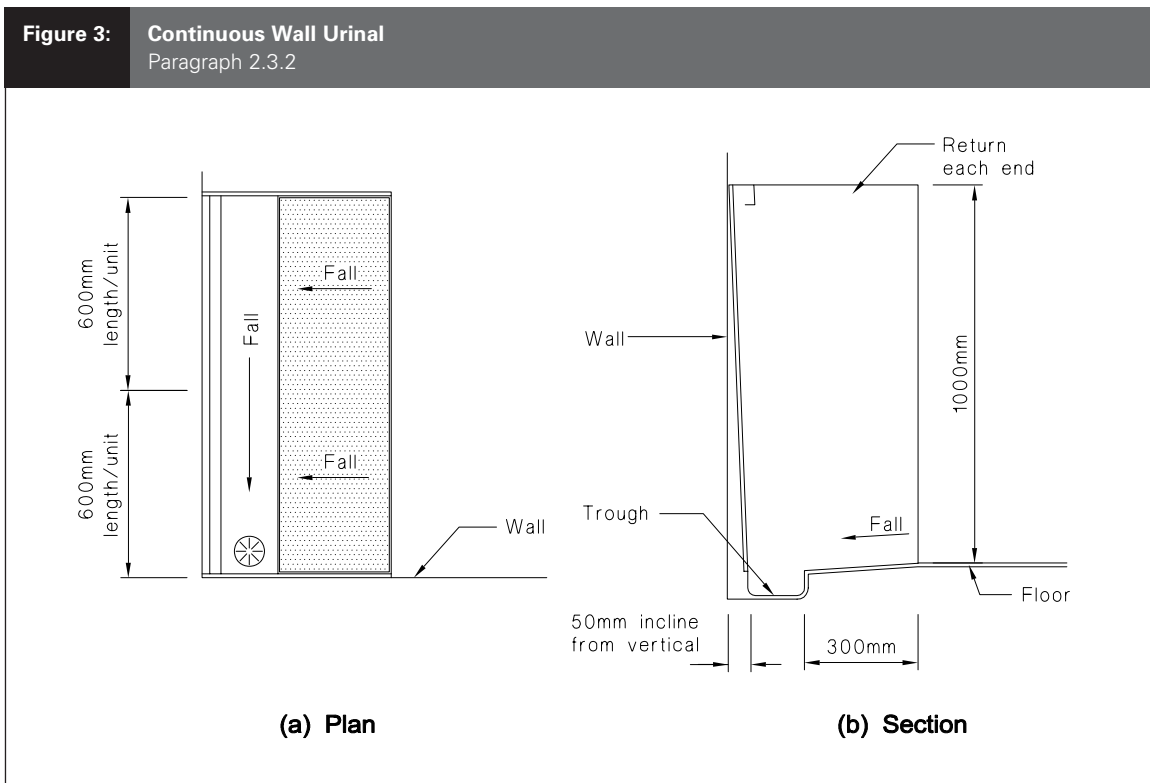 Figure 3:
Continuous Wall Urinal
Paragraph 2.3.2
600mm
length/unit
600mm
length/unit
Fall
Fall
Fall
Wall
(a) Plan
Return
each end
Wall
1000mm
Trough
Fall
Floor
50mm incline
from vertical
300mm
(b) Section